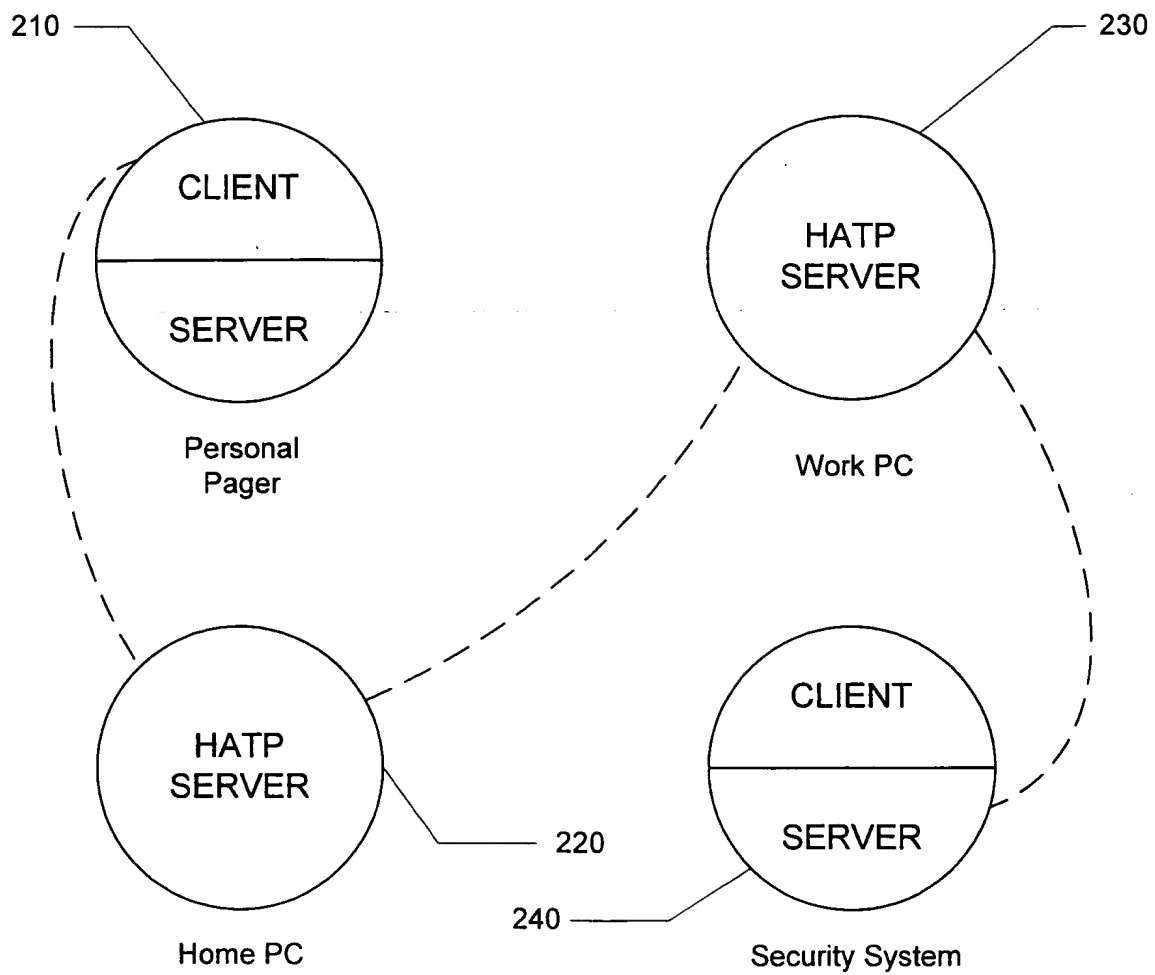 210
230
CLIENT
SERVER
HATP
SERVER
Personal
Pager
Work PC
HATP
SERVER
220
CLIENT
SERVER
240
Home PC
Security System